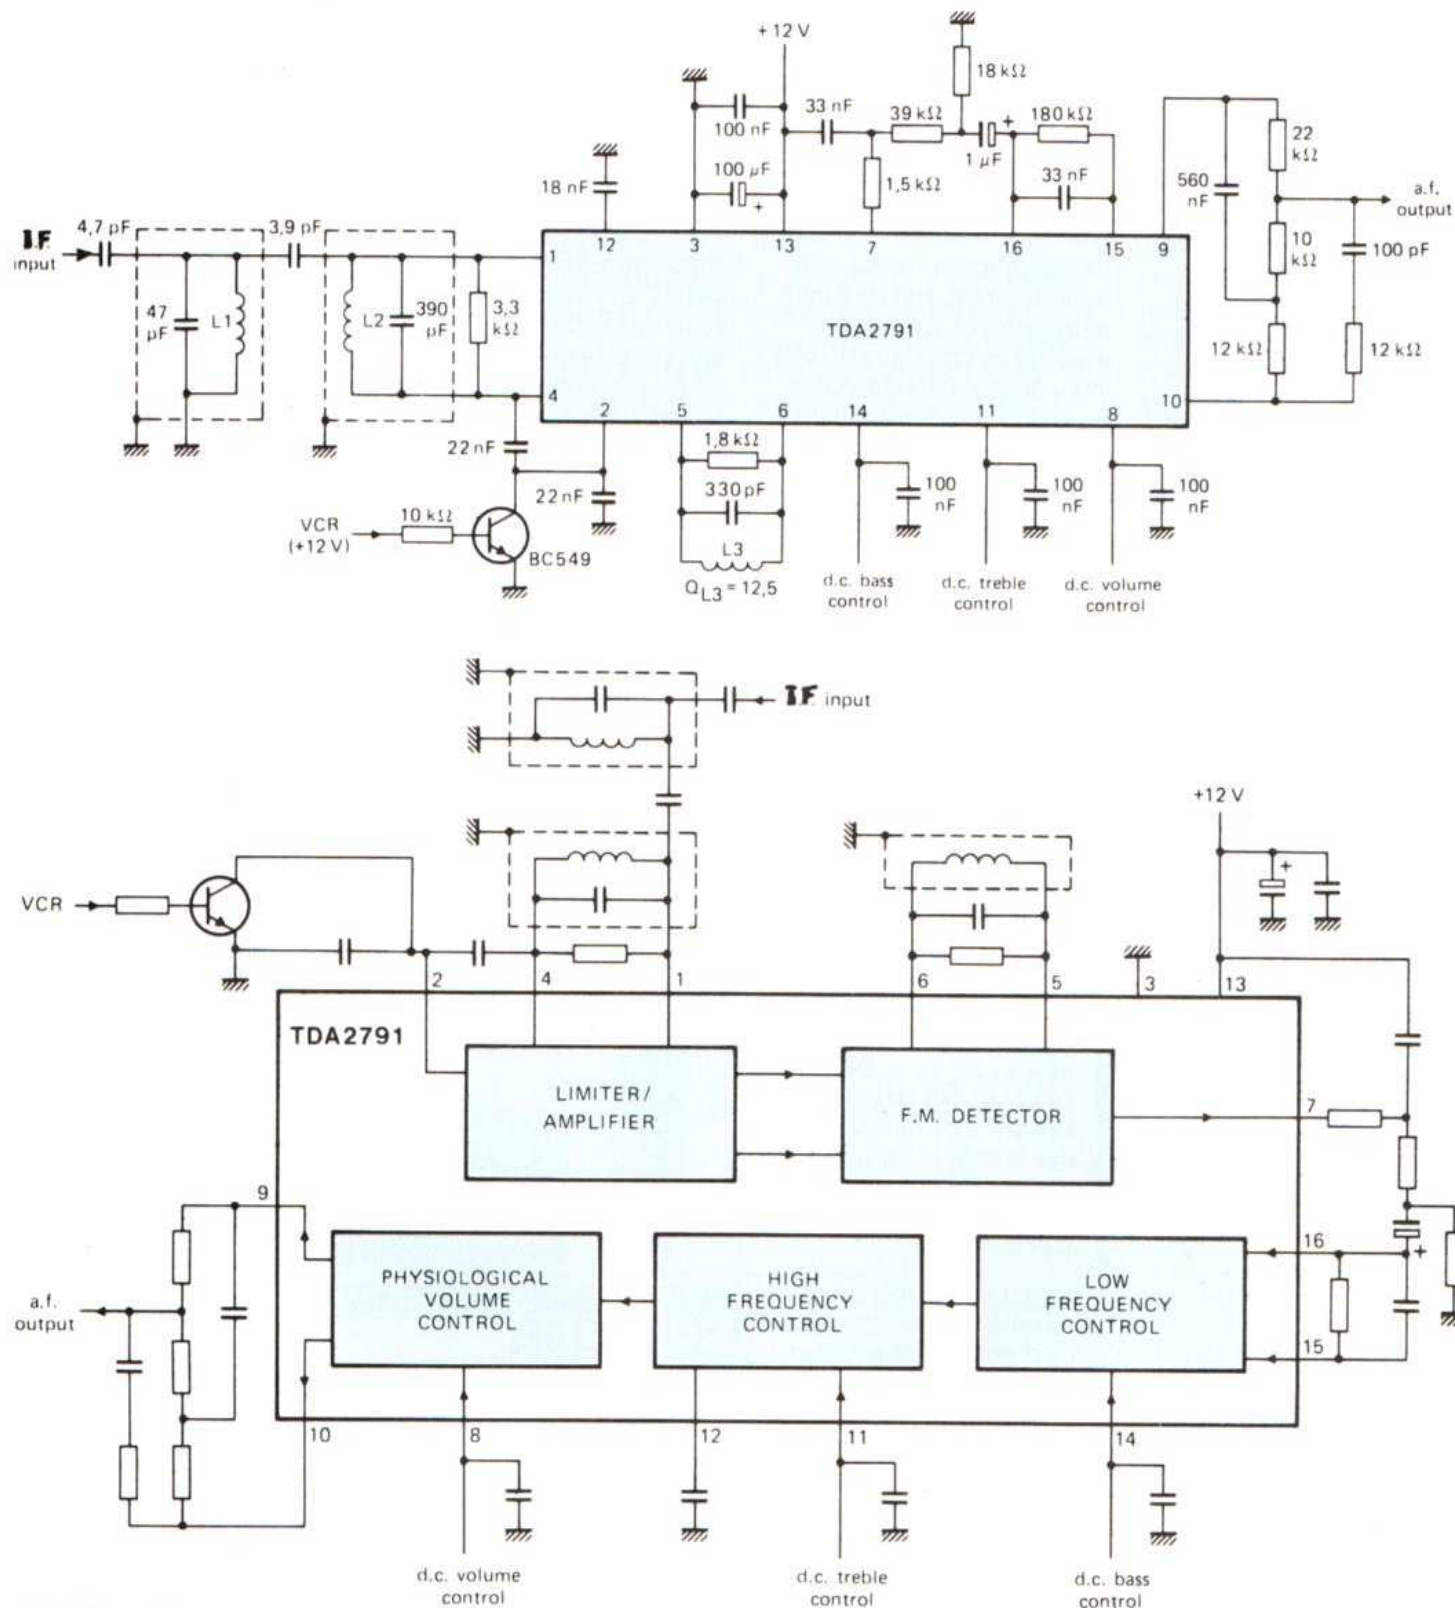 +12 V
18 kΩ
33 nF
39 kΩ
180 kΩ
100 nF
1 µF
22 kΩ
100 µF
+
18 nF
1,5 kΩ
33 nF
560 nF
a.f. output
4,7 pF
3,9 pF
I.F. input
12
3
13
7
16
15
9
10 kΩ
100 pF
1
47 pF
L1
L2
390 pF
3,3 kΩ
TDA2791
12 kΩ
12 kΩ
4
2
5
6
14
11
8
10
22 nF
1,8 kΩ
22 nF
330 pF
100 nF
100 nF
100 nF
VCR (+12 V)
10 kΩ
BC549
L3
QL3 = 12,5
d.c. bass control
d.c. treble control
d.c. volume control
I.F. input
+12 V
+
VCR
2
4
1
6
5
3
13
TDA2791
LIMITER/
AMPLIFIER
F.M. DETECTOR
7
9
16
+
PHYSIOLOGICAL
VOLUME
CONTROL
HIGH
FREQUENCY
CONTROL
LOW
FREQUENCY
CONTROL
a.f.
output
15
10
8
12
11
14
d.c. volume
control
d.c. treble
control
d.c. bass
control